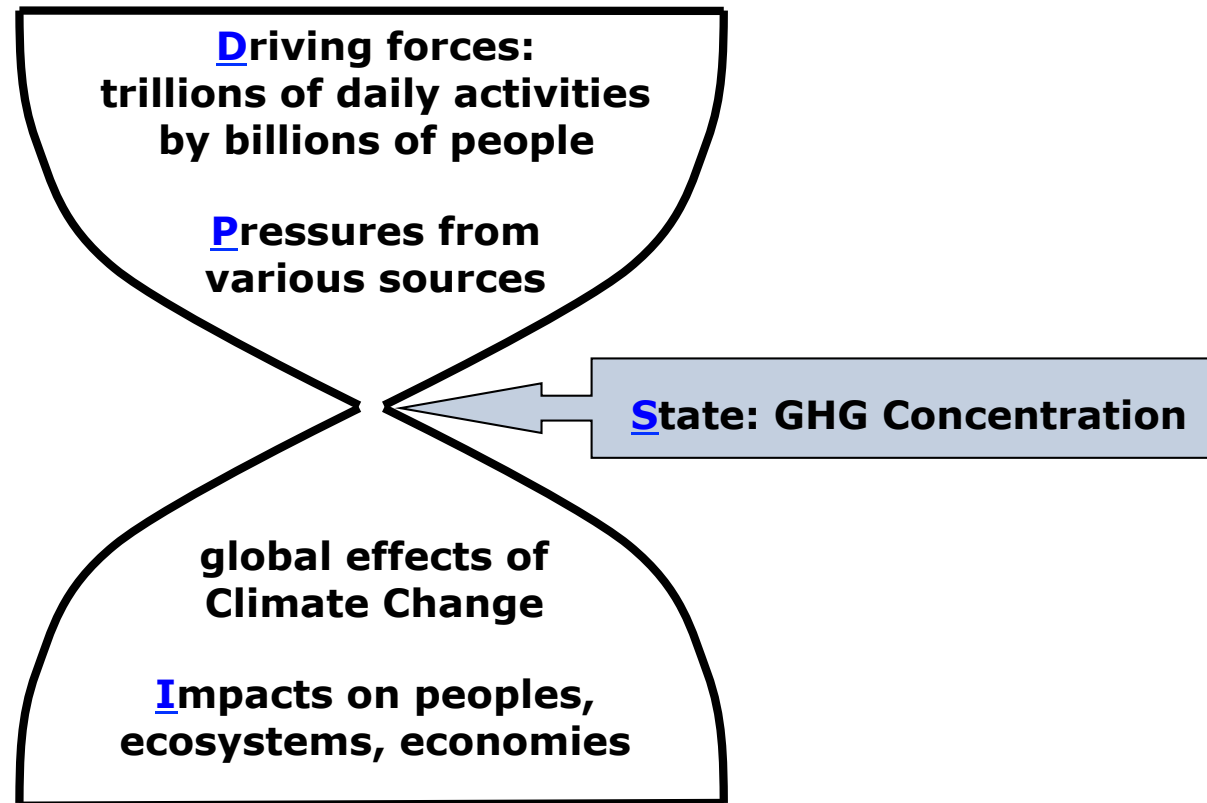 Driving forces:
trillions of daily activities
by billions of people
Pressures from
various sources
State: GHG Concentration
global effects of
Climate Change
Impacts on peoples,
ecosystems, economies